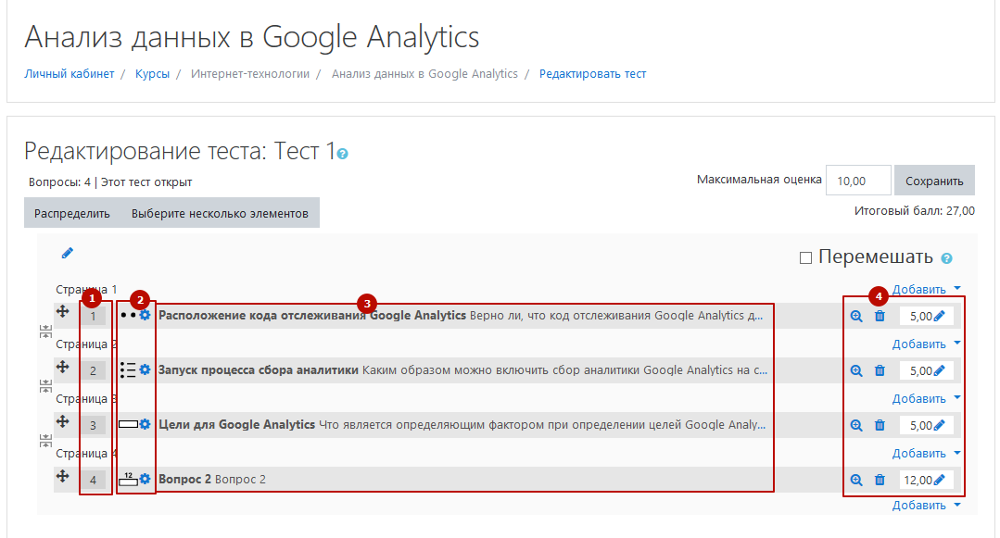 Анализ данных в Google Analytics
Личный кабинет / Курсы / Интернет-технологии / Анализ данных в Google Analytics / Редактировать тест
Редактирование теста: Тест 1 ?
Вопросы: 4 | Этот тест открыт
Максимальная оценка 10,00 Сохранить
Распределить Выберите несколько элементов
Итоговый балл: 27,00
Перемешать ?
Страница 1 Добавить
1 2 3 4
1 Расположение кода отслеживания Google Analytics Верно ли, что код отслеживания Google Analytics д... 5,00
Страница 2 Добавить
2 Запуск процесса сбора аналитики Каким образом можно включить сбор аналитики Google Analytics на с... 5,00
Страница 3 Добавить
3 Цели для Google Analytics Что является определяющим фактором при определении целей Google Analy... 5,00
Страница 4 Добавить
4 12 Вопрос 2 Вопрос 2 12,00
Добавить